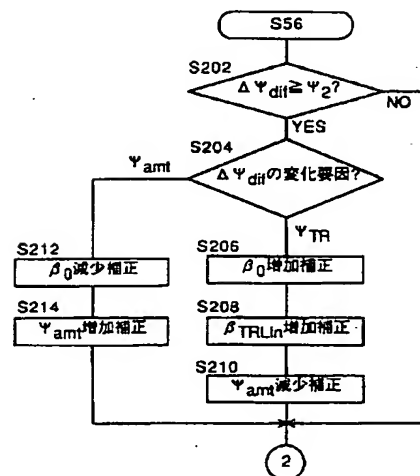 S56
S202
ΔΨdif≧Ψ2?
NO
YES
S204
Ψamt
ΔΨdifの変化要因?
ΨTR
S212
β0減少補正
S206
β0増加補正
S214
Ψamt増加補正
S208
βTRLin増加補正
S210
Ψamt減少補正
2